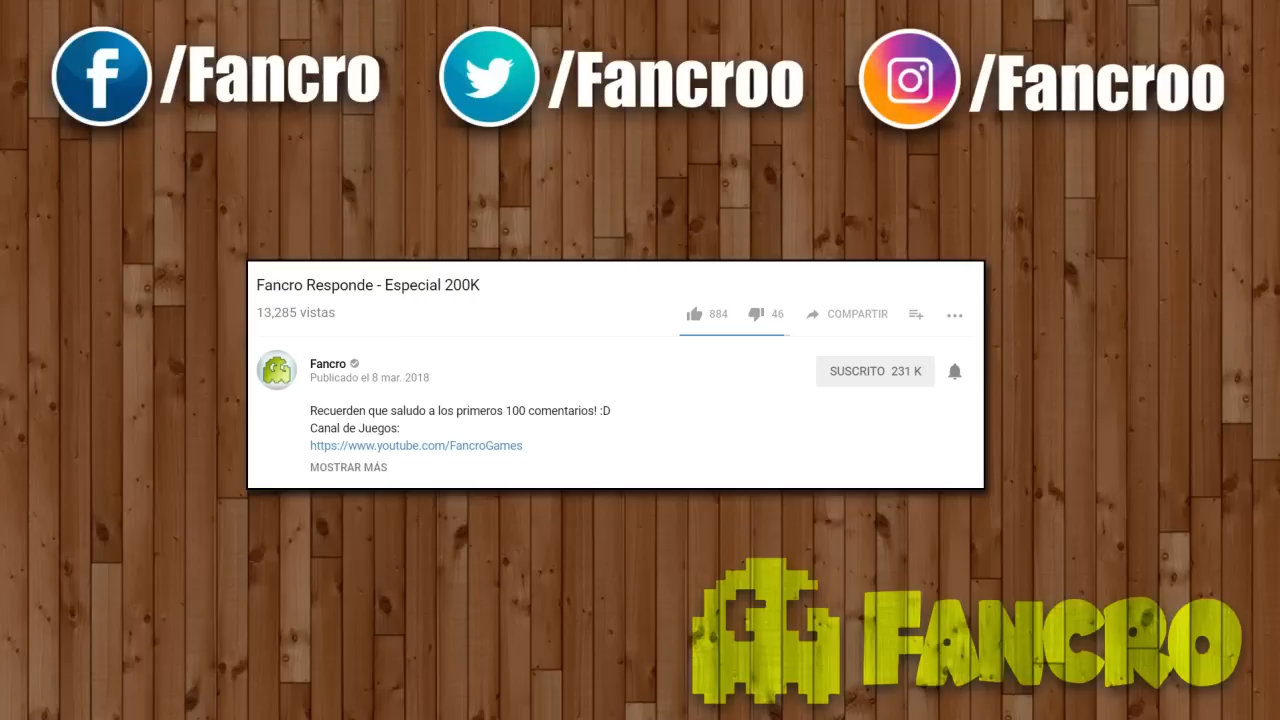 /Fancro
/Fancroo
/Fancroo
Fancro Responde - Especial 200K
13,285 vistas
884
46
COMPARTIR
Fancro
Publicado el 8 mar. 2018
SUSCRITO 231 K
Recuerden que saludo a los primeros 100 comentarios! :D
Canal de Juegos:
https://www.youtube.com/FancroGames
MOSTRAR MÁS
FANCRO